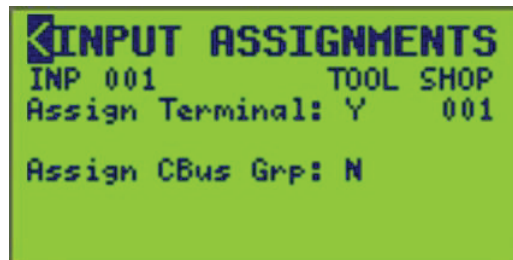 INPUT ASSIGNMENTS
INP 001 TOOL SHOP
Assign Terminal: Y 001
Assign CBus Grp: N